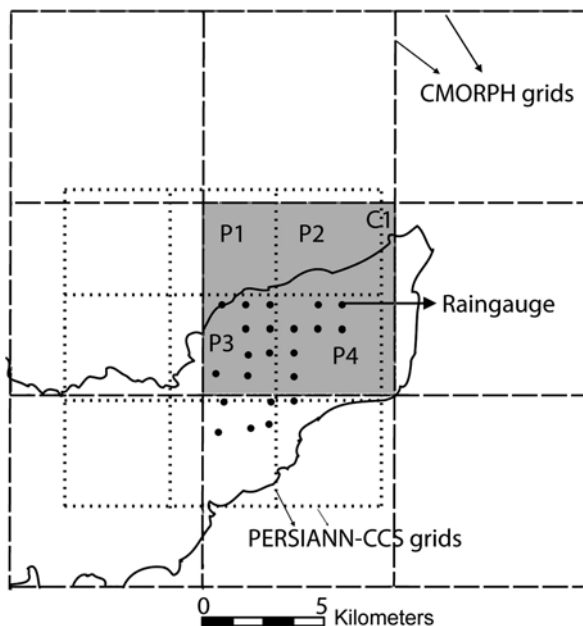 CMORPH grids
P1 P2 C1
Raingauge
P3 P4
PERSIANN-CCS grids
0 5
Kilometers